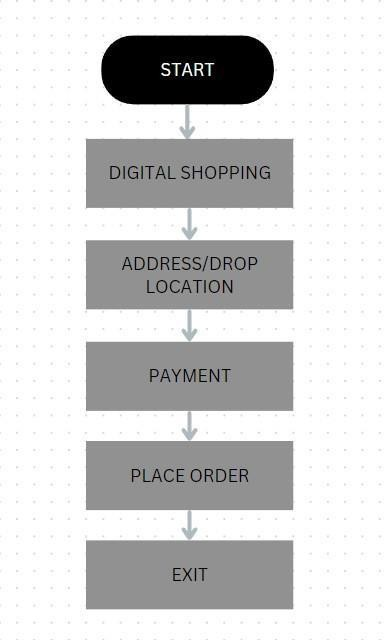 START
DIGITAL SHOPPING
ADDRESS/DROP
LOCATION
PAYMENT
PLACE ORDER
EXIT